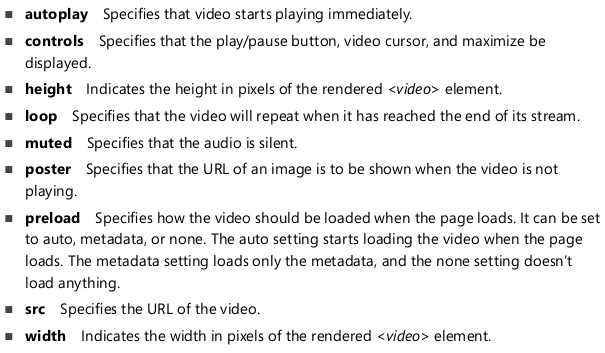 ■ autoplay Specifies that video starts playing immediately.
■ controls Specifies that the play/pause button, video cursor, and maximize be
displayed.
■ height Indicates the height in pixels of the rendered <video> element.
■ loop Specifies that the video will repeat when it has reached the end of its stream.
■ muted Specifies that the audio is silent.
■ poster Specifies that the URL of an image is to be shown when the video is not
playing.
■ preload Specifies how the video should be loaded when the page loads. It can be set
to auto, metadata, or none. The auto setting starts loading the video when the page
loads. The metadata setting loads only the metadata, and the none setting doesn't
load anything.
■ src Specifies the URL of the video.
■ width Indicates the width in pixels of the rendered <video> element.